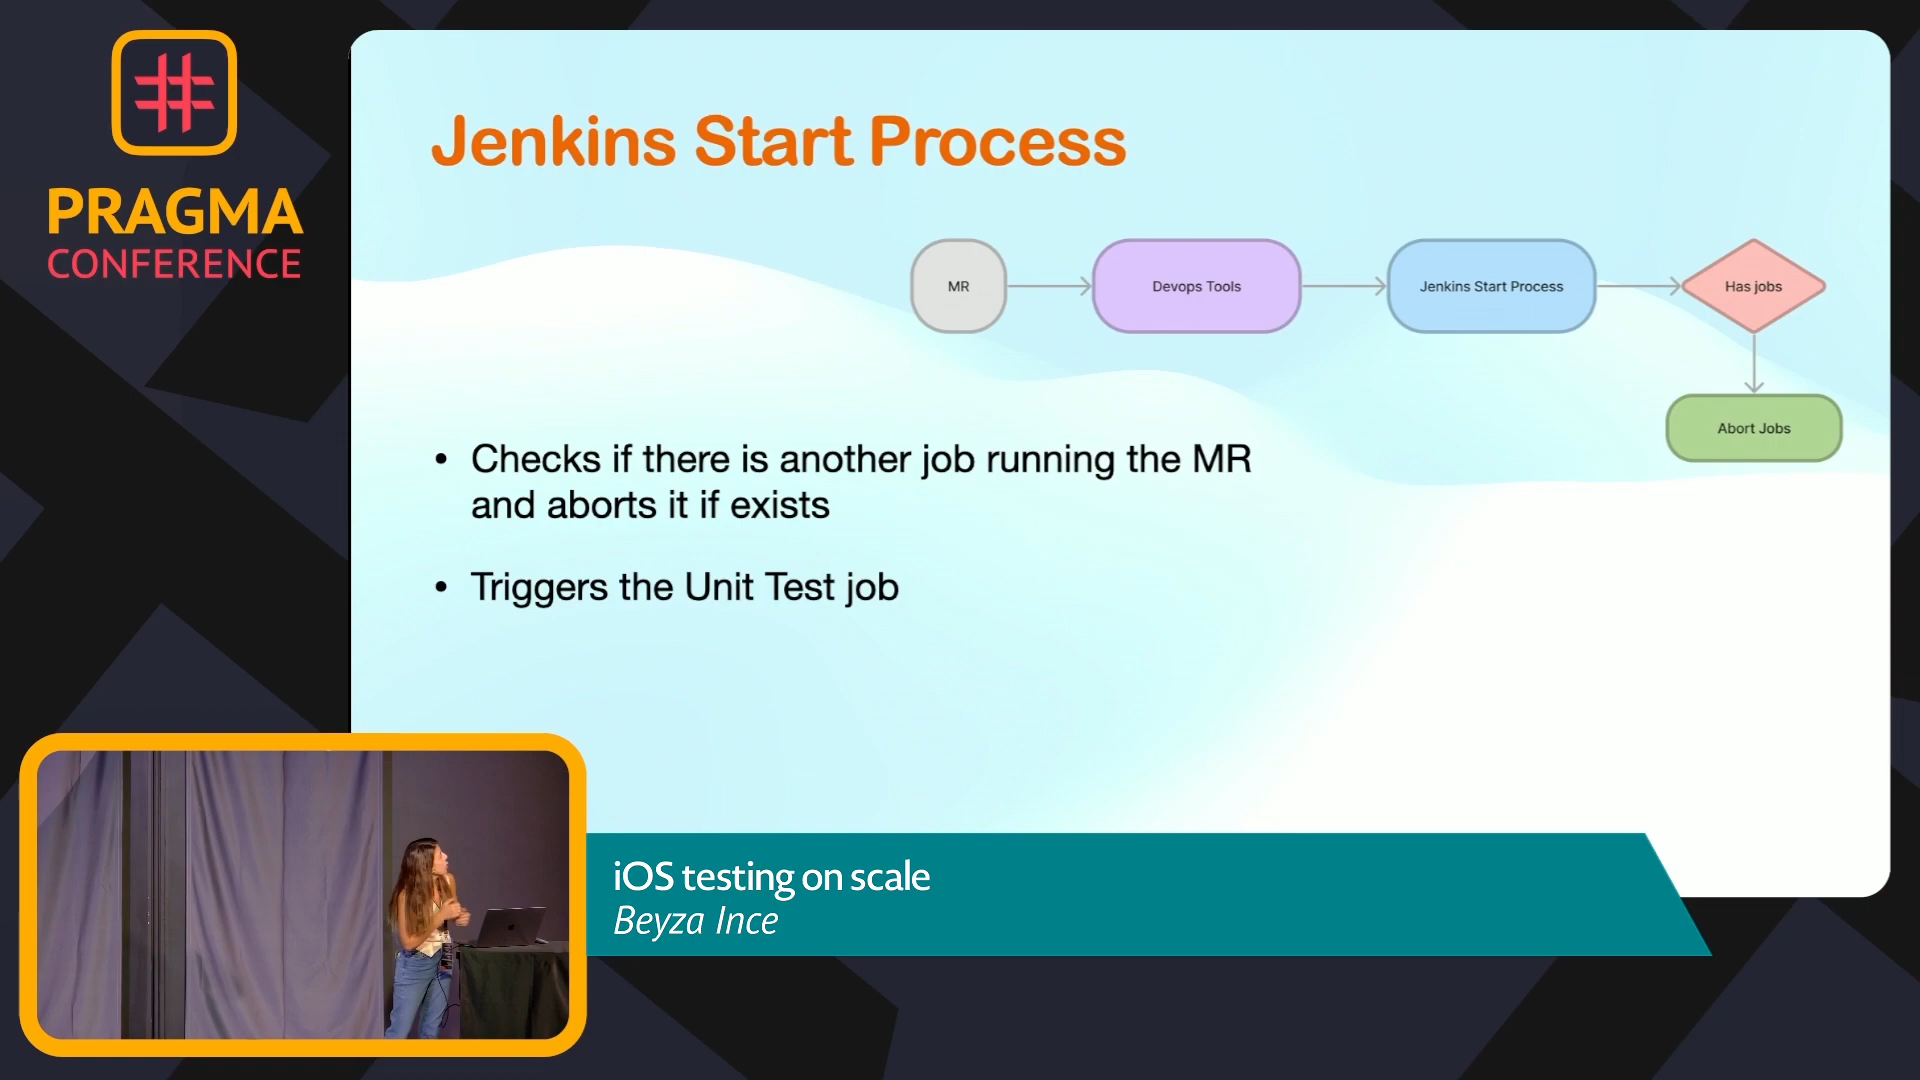 PRAGMA
CONFERENCE
Jenkins Start Process
MR
Devops Tools
Jenkins Start Process
Has jobs
Abort Jobs
• Checks if there is another job running the MR
and aborts it if exists
• Triggers the Unit Test job
iOS testing on scale
Beyza Ince